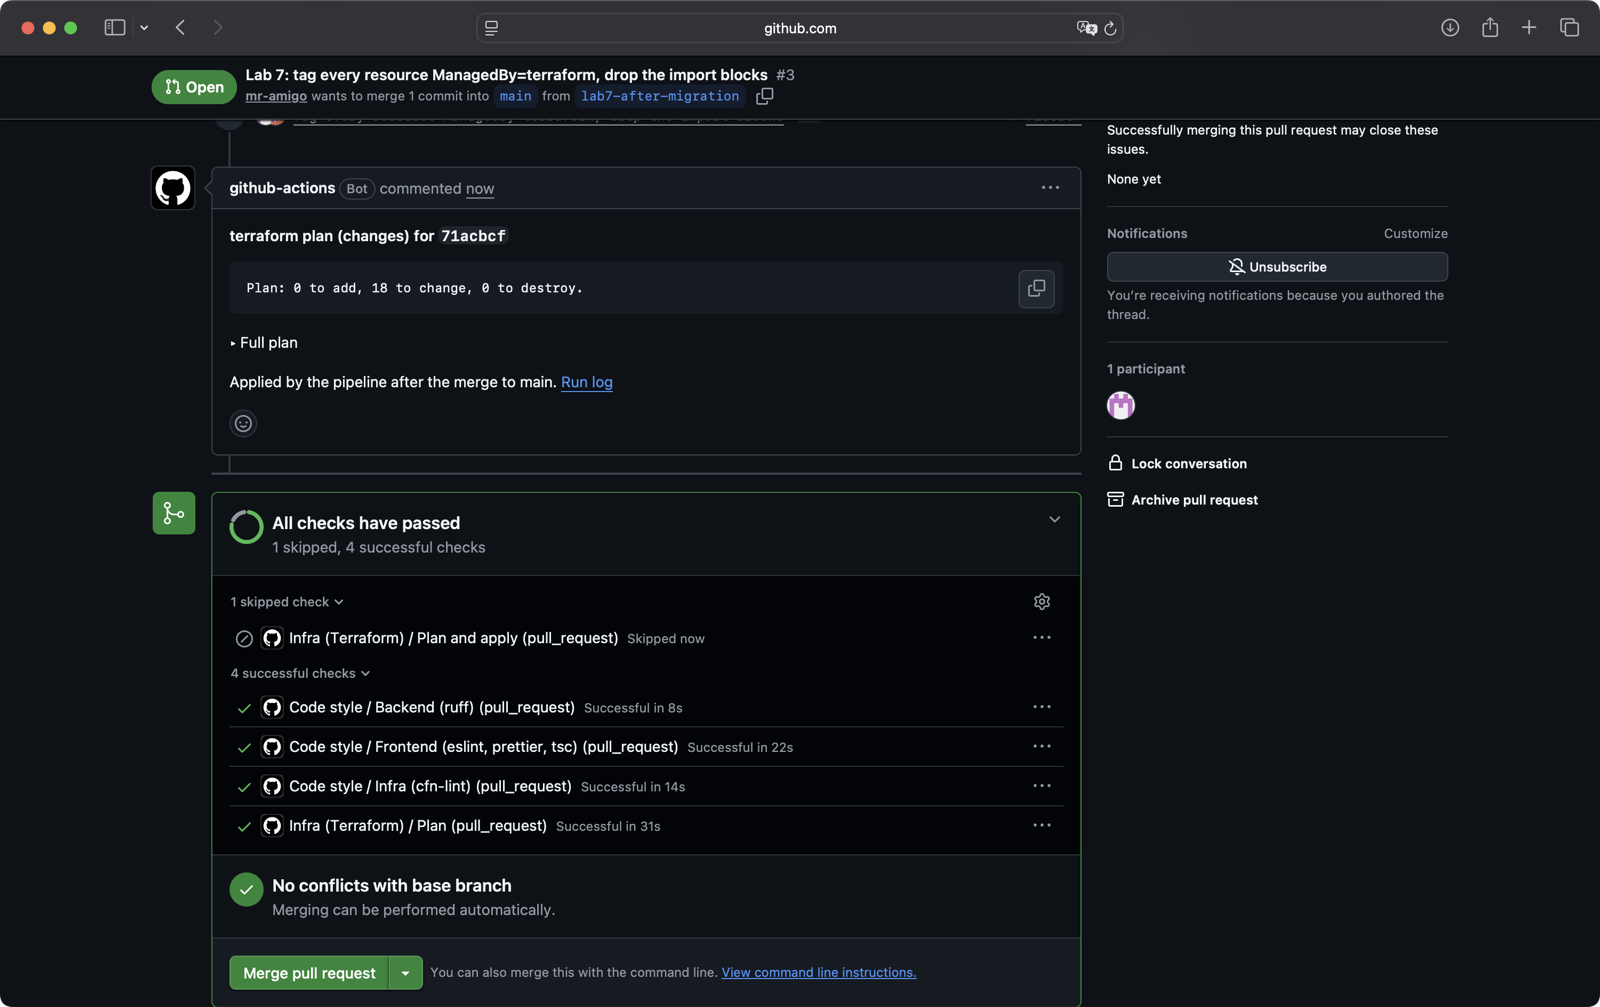 github.com
Open
Lab 7: tag every resource ManagedBy=terraform, drop the import blocks #3
mr-amigo wants to merge 1 commit into main from lab7-after-migration
github-actions Bot commented now
terraform plan (changes) for 71acbcf
Plan: 0 to add, 18 to change, 0 to destroy.
Full plan
Applied by the pipeline after the merge to main. Run log
All checks have passed
1 skipped, 4 successful checks
1 skipped check
Infra (Terraform) / Plan and apply (pull_request) Skipped now
4 successful checks
Code style / Backend (ruff) (pull_request) Successful in 8s
Code style / Frontend (eslint, prettier, tsc) (pull_request) Successful in 22s
Code style / Infra (cfn-lint) (pull_request) Successful in 14s
Infra (Terraform) / Plan (pull_request) Successful in 31s
No conflicts with base branch
Merging can be performed automatically.
Merge pull request
You can also merge this with the command line. View command line instructions.
Successfully merging this pull request may close these
issues.
None yet
Notifications
Customize
Unsubscribe
You're receiving notifications because you authored the
thread.
1 participant
Lock conversation
Archive pull request